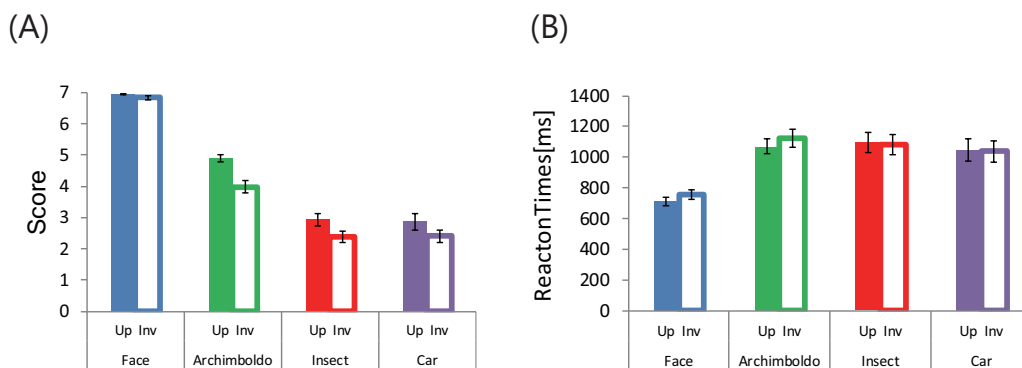 (A)
Score
7
6
5
4
3
2
1
0
Up Inv Up Inv Up Inv Up Inv
Face Archimboldo Insect Car
(B)
ReactonTimes[ms]
1400
1200
1000
800
600
400
200
0
Up Inv Up Inv Up Inv Up Inv
Face Archimboldo Insect Car